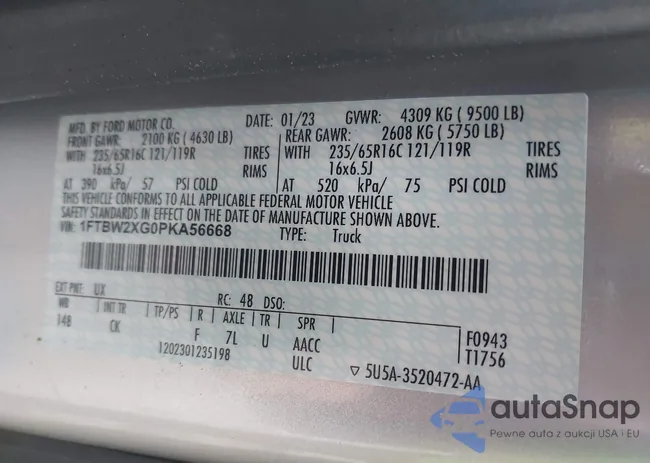 MFD. BY FORD MOTOR CO. DATE: 01/23 GVWR: 4309 KG ( 9500 LB)
FRONT GAWR: 2100 KG ( 4630 LB) REAR GAWR: 2608 KG ( 5750 LB)
WITH 235/65R16C 121/119R TIRES WITH 235/65R16C 121/119R TIRES
16x6.5J RIMS 16x6.5J RIMS
AT 390 kPa/ 57 PSI COLD AT 520 kPa/ 75 PSI COLD
THIS VEHICLE CONFORMS TO ALL APPLICABLE FEDERAL MOTOR VEHICLE
SAFETY STANDARDS IN EFFECT ON THE DATE OF MANUFACTURE SHOWN ABOVE.
VIN: 1FTBW2XG0PKA56668 TYPE: Truck
EXT PNT: UX RC: 48 DSO:
WB INT TR TP/PS R AXLE TR SPR F0943
148 CK F 7L U AACC T1756
1202301235198 ULC ▽ 5U5A-3520472-AA
autaSnap
Pewne auta z aukcji USA i EU